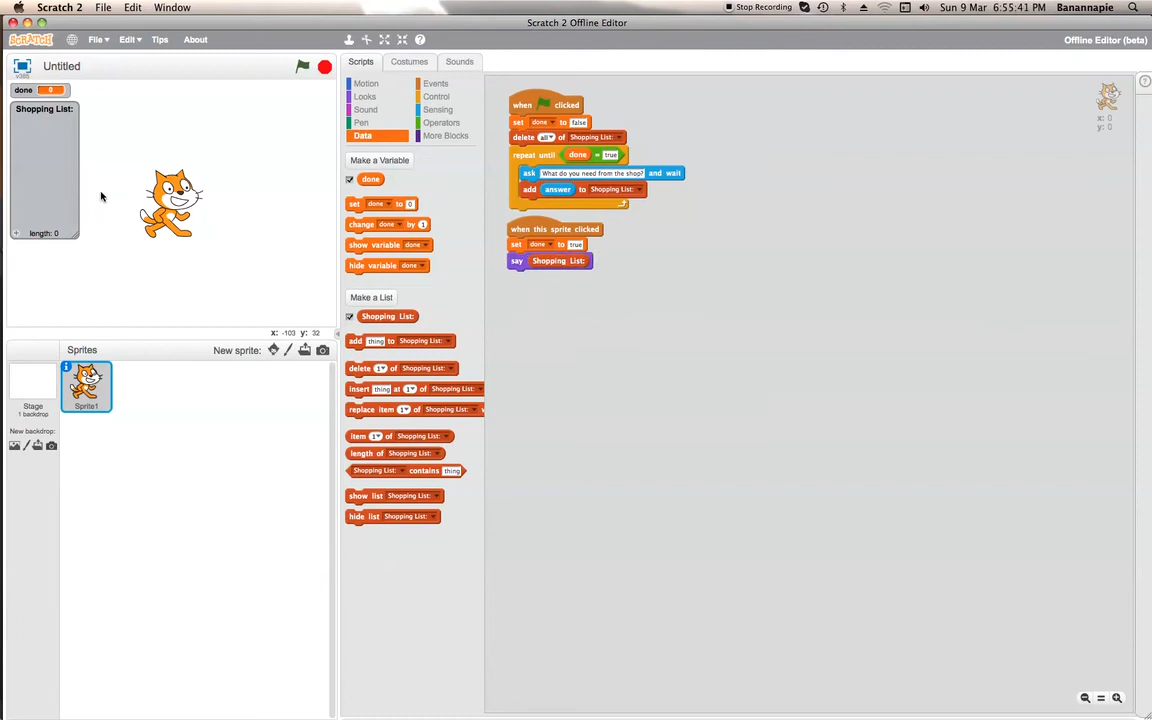 Scratch 2 File Edit Window Stop Recording Sun 9 Mar 6:55:41 PM Banannapie
Scratch 2 Offline Editor
SCRATCH File Edit Tips About Offline Editor (beta)
Untitled
Scripts Costumes Sounds
done 0
Shopping List:
length: 0
x: -103 y: 32
Sprites New sprite:
Sprite1
Stage
1 backdrop
New backdrop:
Motion Events
Looks Control
Sound Sensing
Pen Operators
Data More Blocks
Make a Variable
done
set done to 0
change done by 1
show variable done
hide variable done
Make a List
Shopping List:
add thing to Shopping List:
delete 1 of Shopping List:
insert thing at 1 of Shopping List:
replace item 1 of Shopping List:
item 1 of Shopping List:
length of Shopping List:
Shopping List: contains thing
show list Shopping List:
hide list Shopping List:
when clicked
set done to false
delete all of Shopping List:
repeat until done = true
ask What do you need from the shop? and wait
add answer to Shopping List:
when this sprite clicked
set done to true
say Shopping List:
x: 0
y: 0